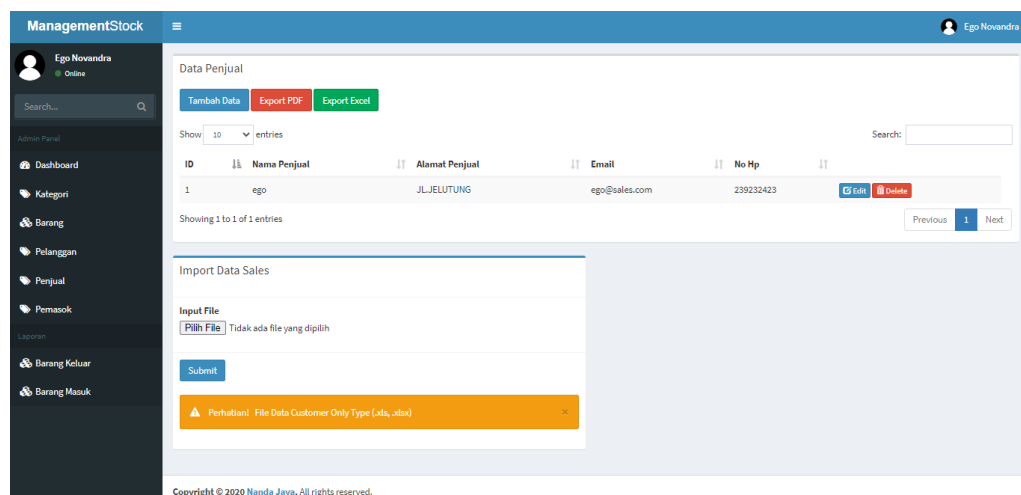 ManagementStock
Ego Novandra
Ego Novandra
Online
Search...
Admin Panel
Dashboard
Kategori
Barang
Pelanggan
Penjual
Pemasok
Laporan
Barang Keluar
Barang Masuk
Data Penjual
Tambah Data Export PDF Export Excel
Show 10 entries Search:
ID Nama Penjual Alamat Penjual Email No Hp
1 ego JL.JELUTUNG ego@sales.com 239232423 Edit Delete
Showing 1 to 1 of 1 entries Previous 1 Next
Import Data Sales
Input File
Pilih File Tidak ada file yang dipilih
Submit
Perhatian! File Data Customer Only Type (.xls, .xlsx) ×
Copyright © 2020 Nanda Jaya. All rights reserved.